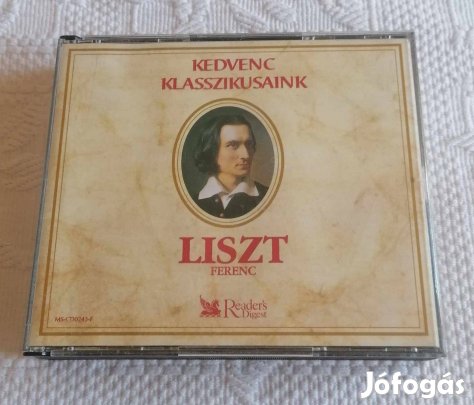 KEDVENC
KLASSZIKUSAINK
LISZT
FERENC
Reader's
Digest
Jófogás